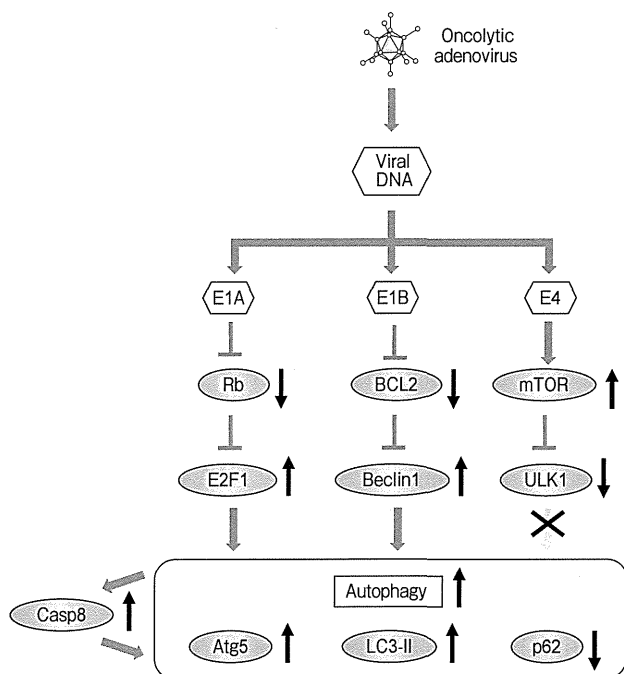 Oncolytic
adenovirus
Viral
DNA
E1A
E1B
E4
Rb
BCL2
mTOR
E2F1
Beclin1
ULK1
Autophagy
Casp8
Atg5
LC3-II
p62